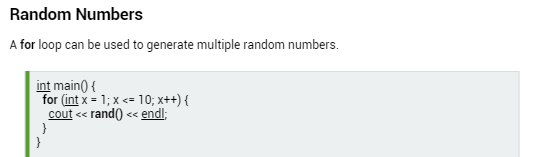 Random Numbers
A for loop can be used to generate multiple random numbers.
int main() {
for (int x = 1; x <= 10; x++) {
cout << rand() << endl;
}
}